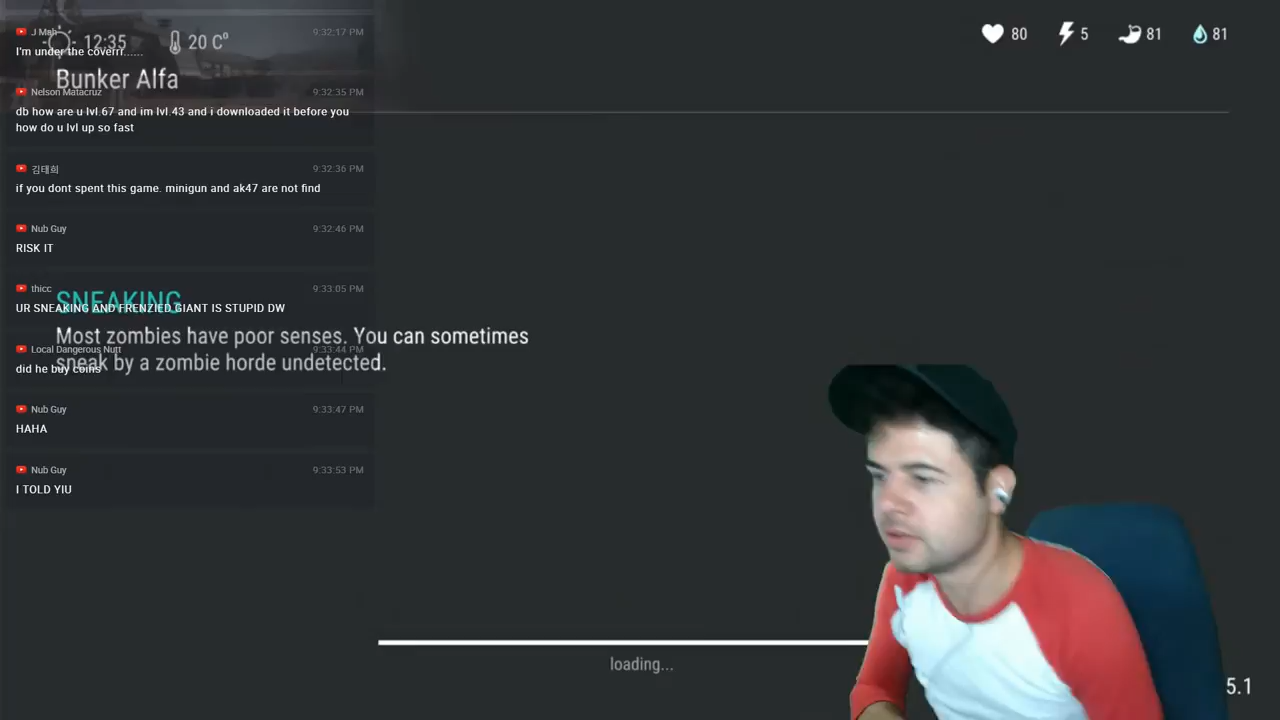 J Mah 9:32:17 PM
I'm under the coverrr......
12:35 20 C°
80 5 81 81
Bunker Alfa
Nelson Matacruz 9:32:35 PM
db how are u lvl.67 and im lvl.43 and i downloaded it before you
how do u lvl up so fast
김태희 9:32:36 PM
if you dont spent this game. minigun and ak47 are not find
Nub Guy 9:32:46 PM
RISK IT
thicc 9:33:05 PM
SNEAKING
UR SNEAKING AND FRENZIED GIANT IS STUPID DW
Most zombies have poor senses. You can sometimes
sneak by a zombie horde undetected.
Local Dangerous Nutt 9:33:44 PM
did he buy coins
Nub Guy 9:33:47 PM
HAHA
Nub Guy 9:33:53 PM
I TOLD YIU
loading...
5.1